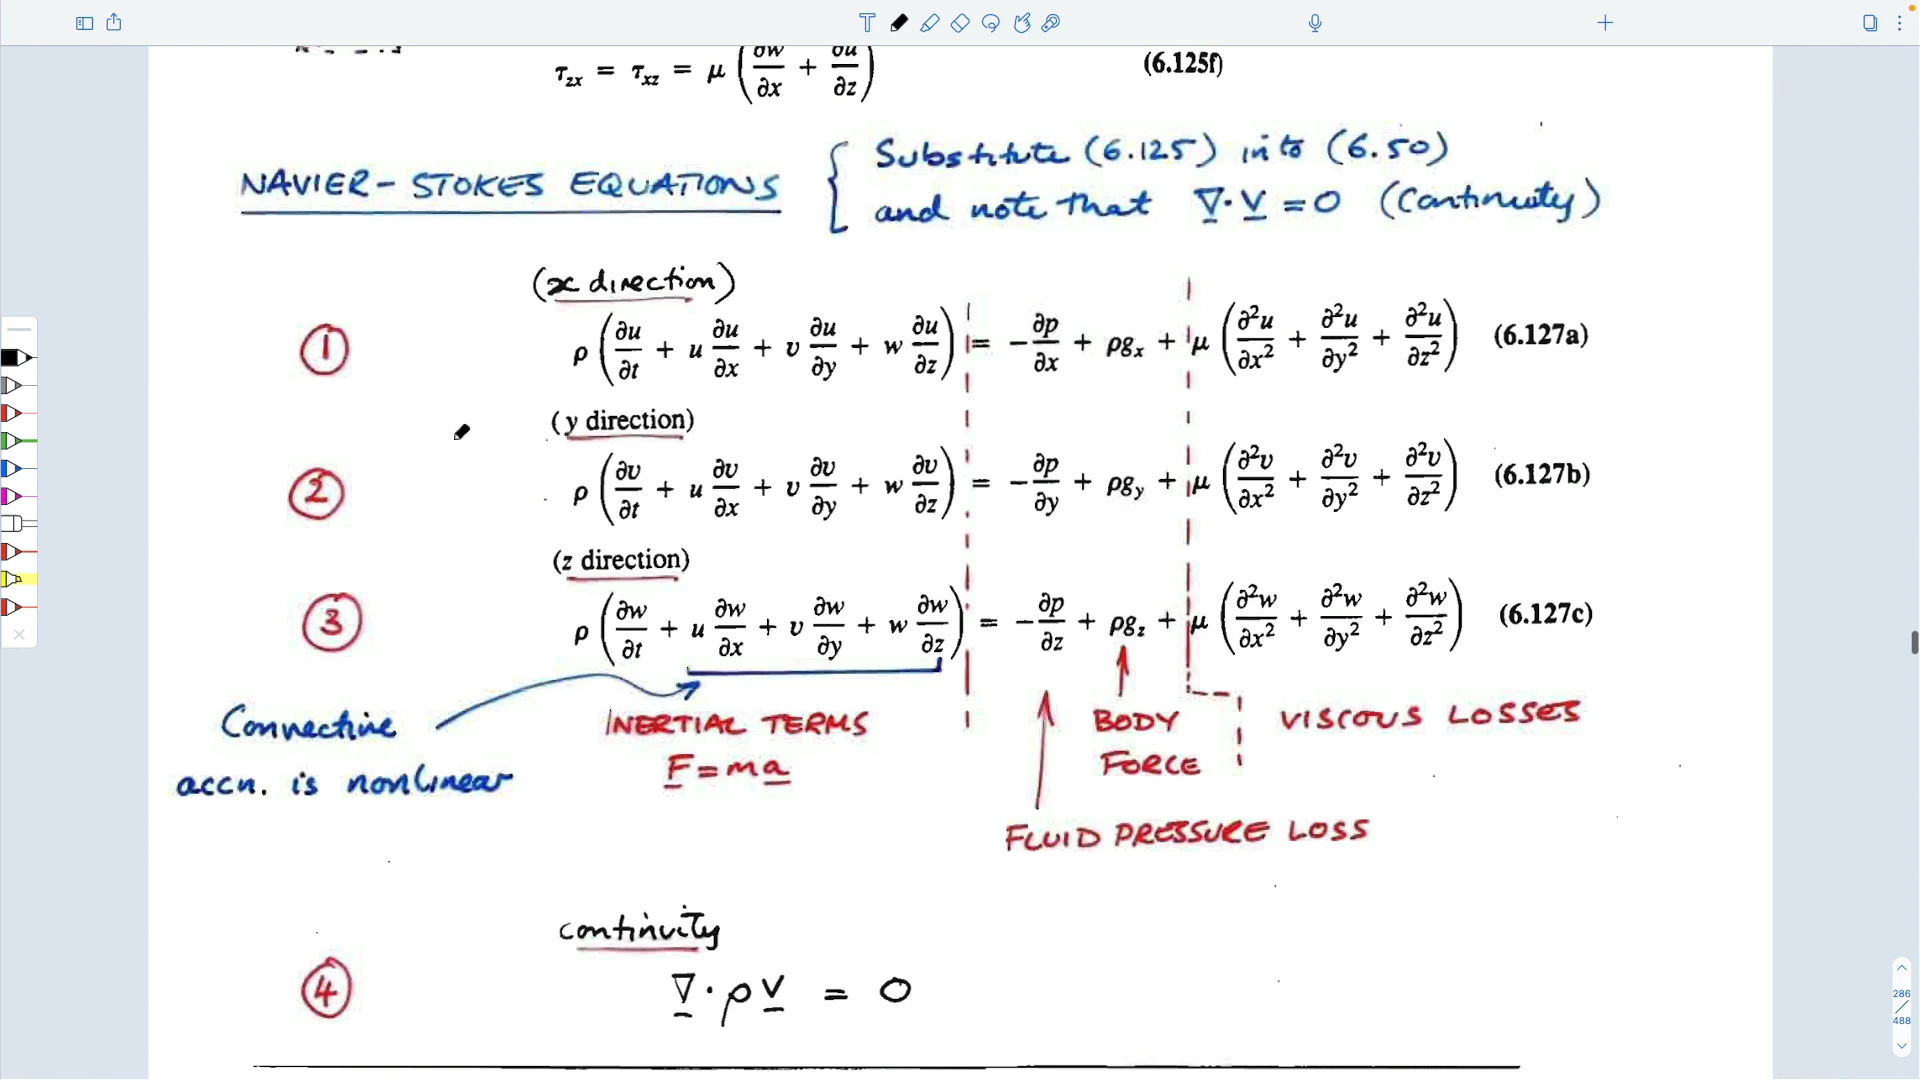 τzx = τxz = μ (∂w/∂x + ∂u/∂z) (6.125f)
NAVIER-STOKES EQUATIONS
{ Substitute (6.125) into (6.50)
and note that ∇·V = 0 (Continuity)
(x direction)
① ρ (∂u/∂t + u ∂u/∂x + v ∂u/∂y + w ∂u/∂z) = −∂p/∂x + ρgx + μ (∂²u/∂x² + ∂²u/∂y² + ∂²u/∂z²) (6.127a)
(y direction)
② ρ (∂v/∂t + u ∂v/∂x + v ∂v/∂y + w ∂v/∂z) = −∂p/∂y + ρgy + μ (∂²v/∂x² + ∂²v/∂y² + ∂²v/∂z²) (6.127b)
(z direction)
③ ρ (∂w/∂t + u ∂w/∂x + v ∂w/∂y + w ∂w/∂z) = −∂p/∂z + ρgz + μ (∂²w/∂x² + ∂²w/∂y² + ∂²w/∂z²) (6.127c)
Convective
accn. is nonlinear
INERTIAL TERMS
F = ma
BODY
FORCE
VISCOUS LOSSES
FLUID PRESSURE LOSS
continuity
④ ∇·ρV = 0
286
/
488